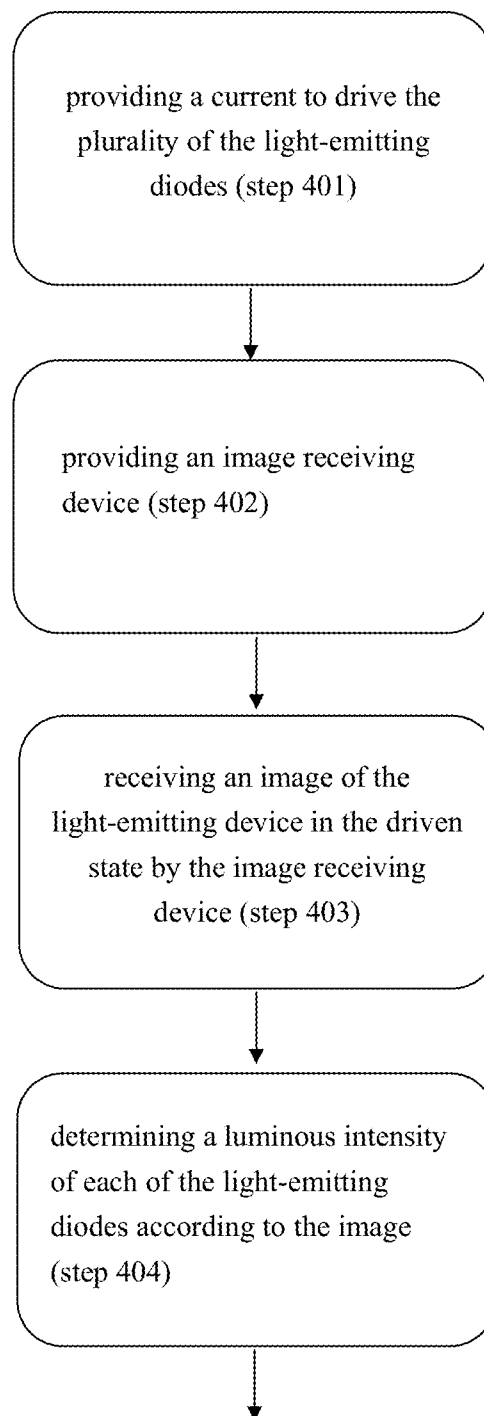 providing a current to drive the
plurality of the light-emitting
diodes (step 401)
providing an image receiving
device (step 402)
receiving an image of the
light-emitting device in the driven
state by the image receiving
device (step 403)
determining a luminous intensity
of each of the light-emitting
diodes according to the image
(step 404)